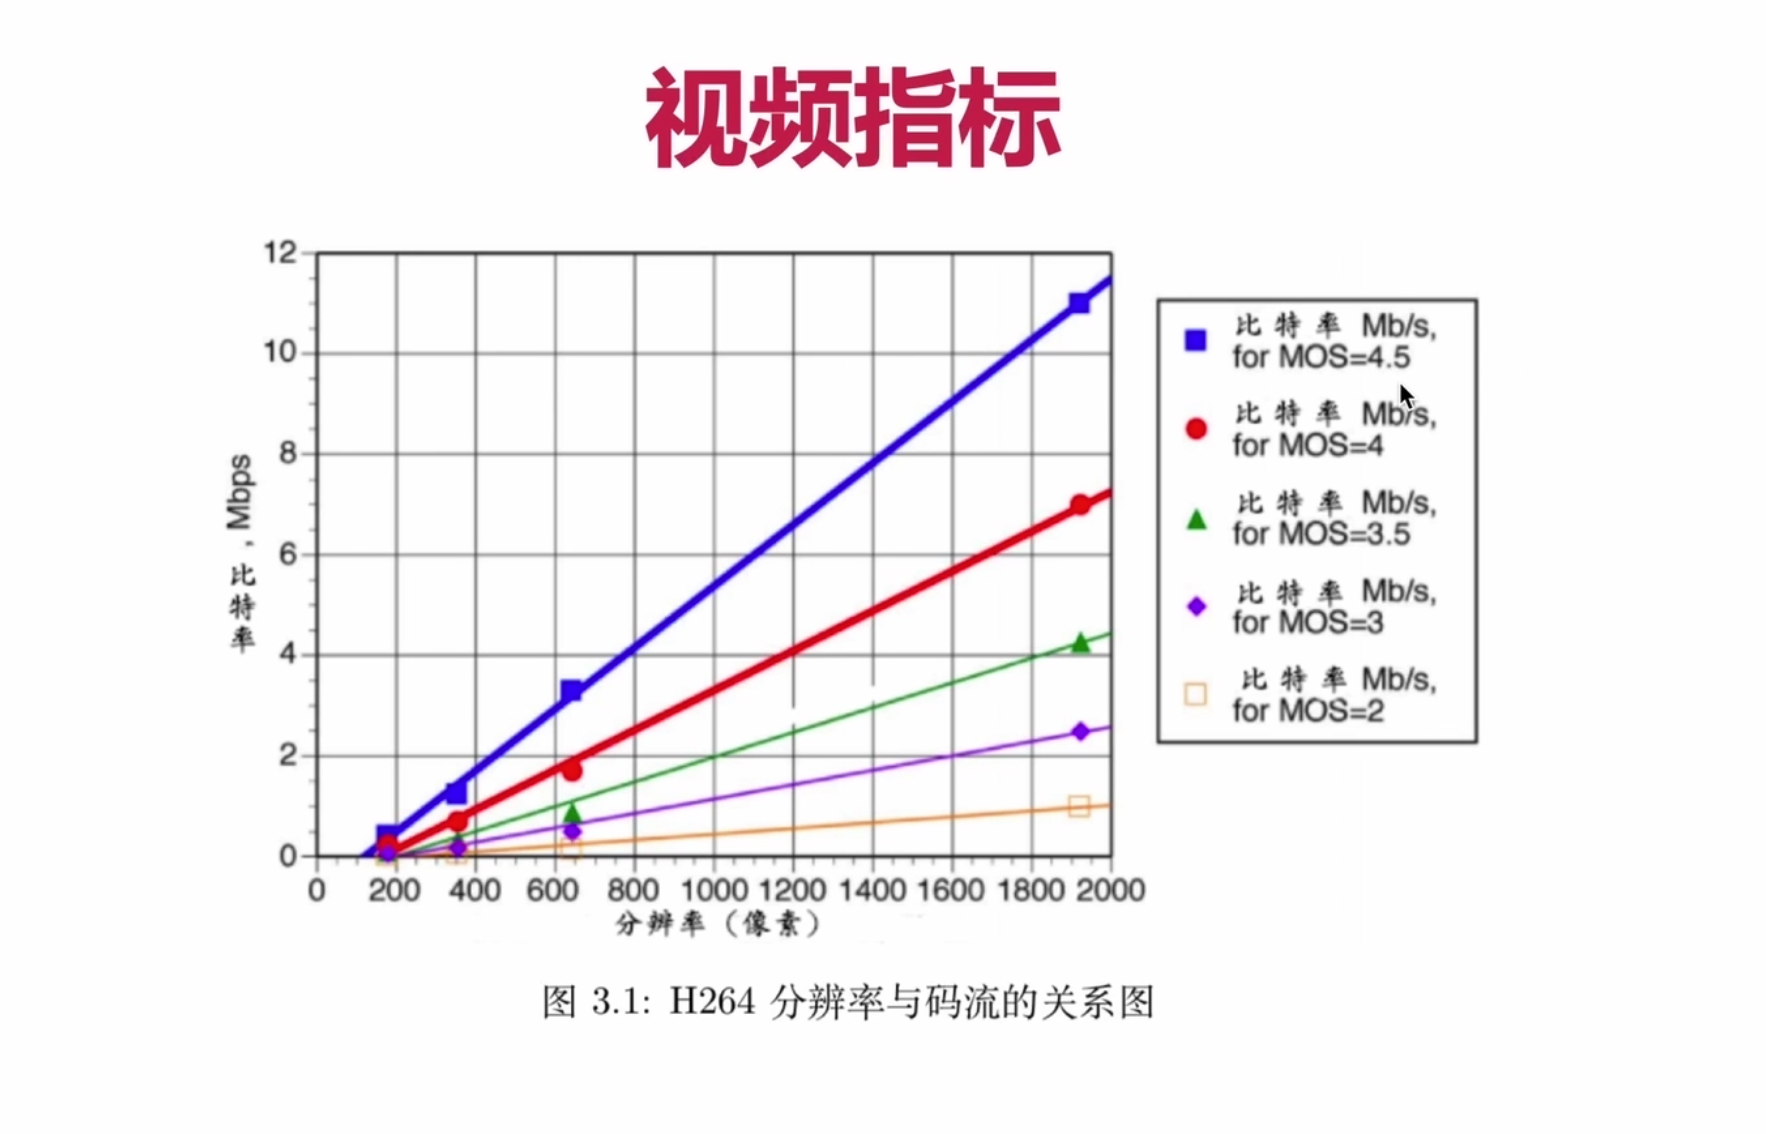 视频指标
12
10
8
6
4
2
0
比特率,Mbps
0 200 400 600 800 1000 1200 1400 1600 1800 2000
分辨率（像素）
比特率 Mb/s,
for MOS=4.5
比特率 Mb/s,
for MOS=4
比特率 Mb/s,
for MOS=3.5
比特率 Mb/s,
for MOS=3
比特率 Mb/s,
for MOS=2
图 3.1: H264 分辨率与码流的关系图